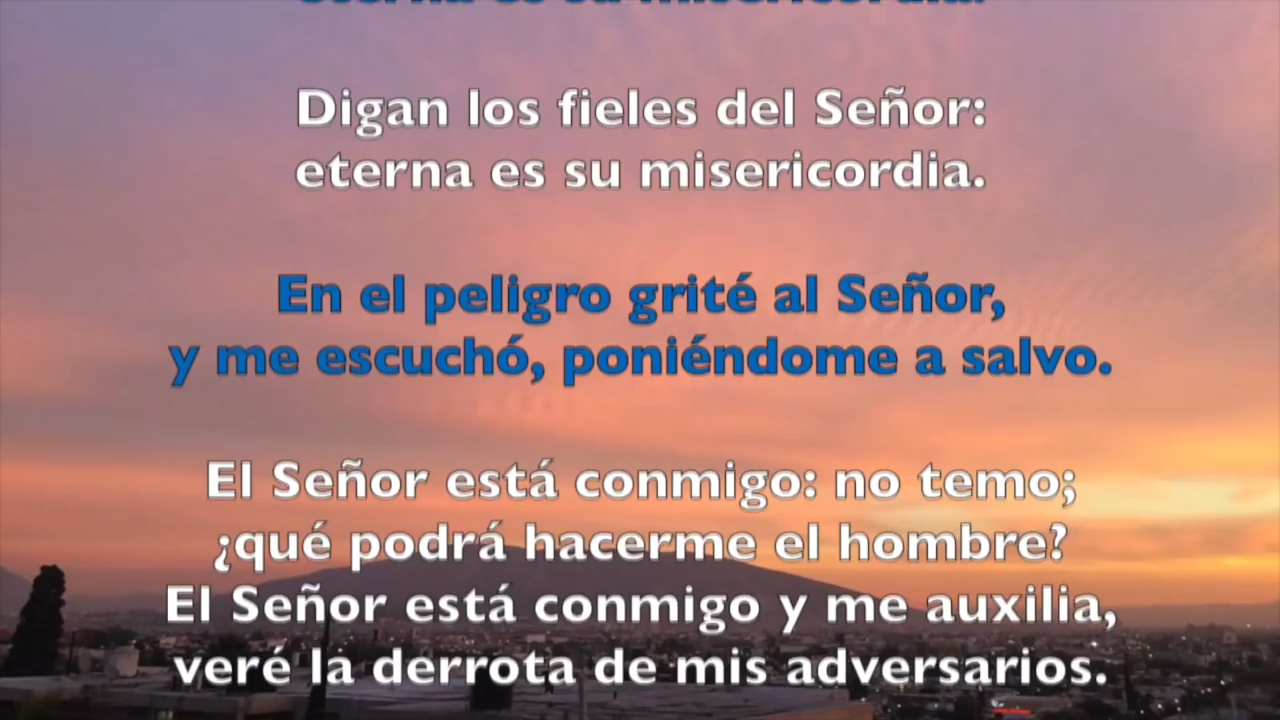 eterna es su misericordia.
Digan los fieles del Señor:
eterna es su misericordia.
En el peligro grité al Señor,
y me escuchó, poniéndome a salvo.
El Señor está conmigo: no temo;
¿qué podrá hacerme el hombre?
El Señor está conmigo y me auxilia,
veré la derrota de mis adversarios.